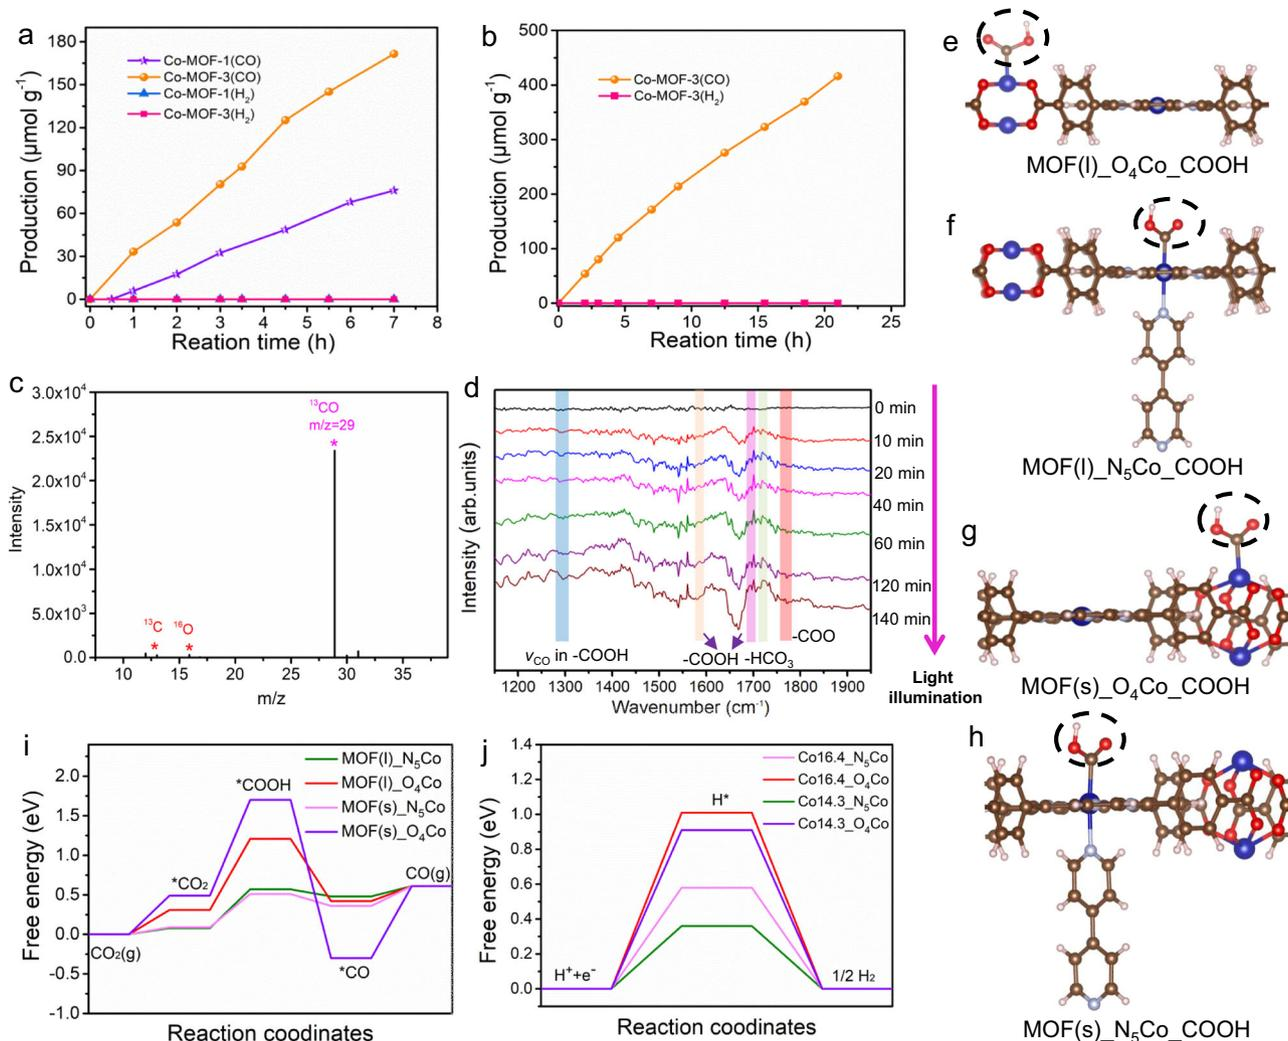 a
Production (μmol g⁻¹)
180
150
120
90
60
30
0
Co-MOF-1(CO)
Co-MOF-3(CO)
Co-MOF-1(H₂)
Co-MOF-3(H₂)
0 1 2 3 4 5 6 7 8
Reation time (h)
b
Production (μmol g⁻¹)
500
400
300
200
100
0
Co-MOF-3(CO)
Co-MOF-3(H₂)
0 5 10 15 20 25
Reation time (h)
c
Intensity
3.0x10⁴
2.5x10⁴
2.0x10⁴
1.5x10⁴
1.0x10⁴
5.0x10³
0.0
¹³CO
m/z=29
*
¹³C ¹⁶O
* *
10 15 20 25 30 35
m/z
d
Intensity (arb.units)
0 min
10 min
20 min
40 min
60 min
120 min
140 min
νCO in -COOH
-COOH -HCO₃
-COO
1200 1300 1400 1500 1600 1700 1800 1900
Wavenumber (cm⁻¹)
Light
illumination
e
MOF(l)_O₄Co_COOH
f
MOF(l)_N₅Co_COOH
g
MOF(s)_O₄Co_COOH
h
MOF(s)_N₅Co_COOH
i
Free energy (eV)
2.0
1.5
1.0
0.5
0.0
-0.5
-1.0
MOF(l)_N₅Co
MOF(l)_O₄Co
MOF(s)_N₅Co
MOF(s)_O₄Co
*COOH
*CO₂
CO(g)
CO₂(g)
*CO
Reaction coodinates
j
Free energy (eV)
1.4
1.2
1.0
0.8
0.6
0.4
0.2
0.0
Co16.4_N₅Co
Co16.4_O₄Co
Co14.3_N₅Co
Co14.3_O₄Co
H*
H⁺+e⁻
1/2 H₂
Reaction coodinates